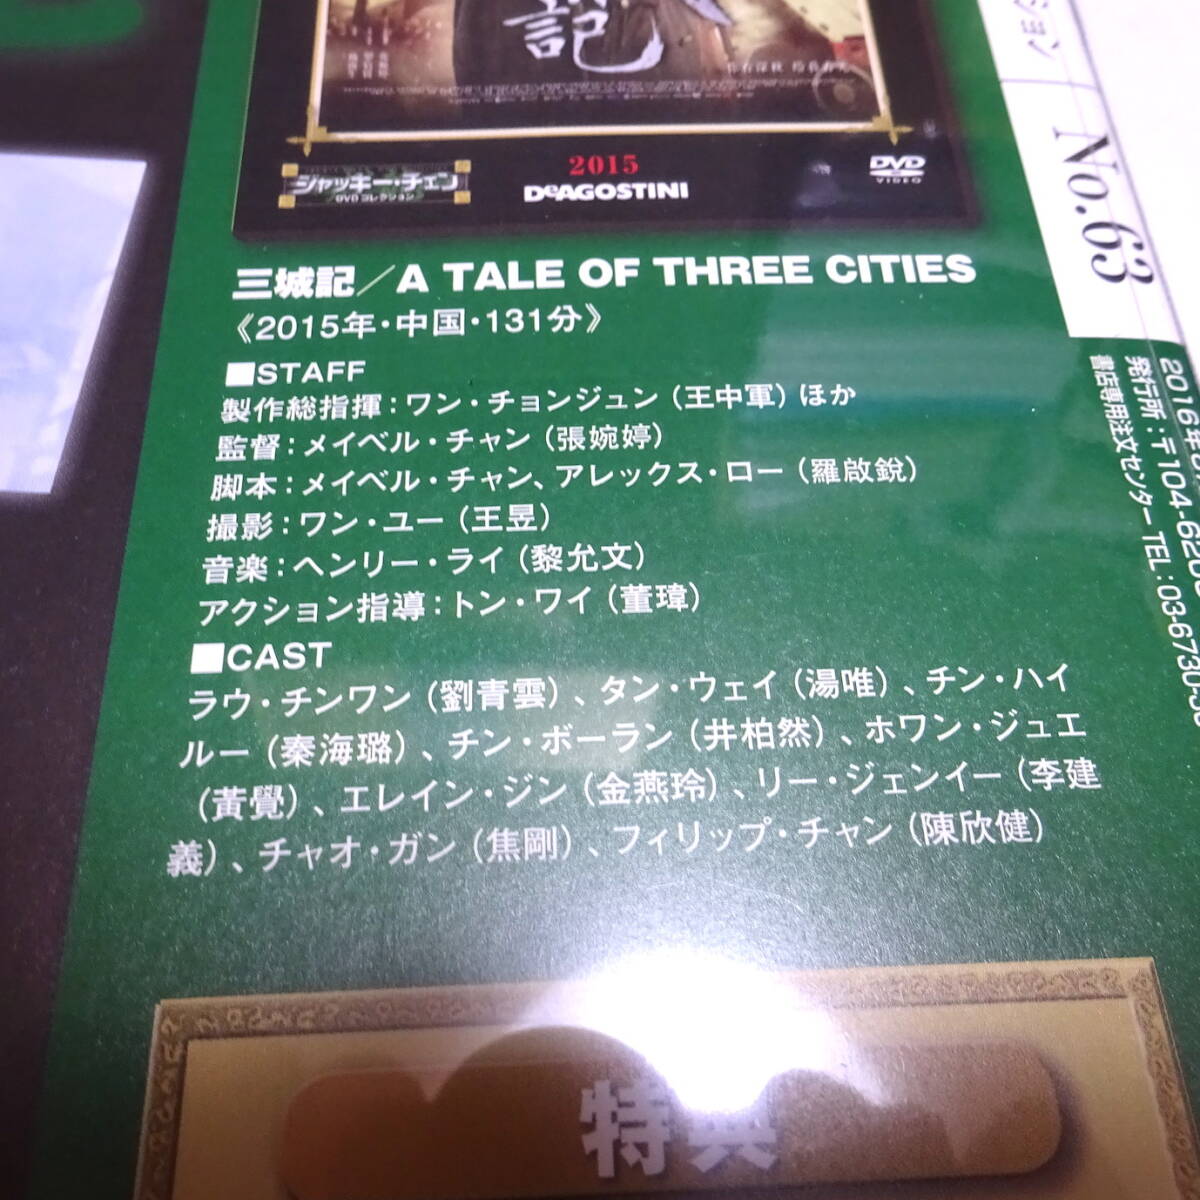 記
2015
DVD
VIDEO
ジャッキー・チェン
DVDコレクション
DeAGOSTINI
三城記/A TALE OF THREE CITIES
《2015年・中国・131分》
■STAFF
製作総指揮:ワン・チョンジュン(王中軍)ほか
監督:メイベル・チャン(張婉婷)
脚本:メイベル・チャン、アレックス・ロー(羅啟銳)
撮影:ワン・ユー(王昱)
音楽:ヘンリー・ライ(黎允文)
アクション指導:トン・ワイ(董瑋)
■CAST
ラウ・チンワン(劉青雲)、タン・ウェイ(湯唯)、チン・ハイ
ルー(秦海璐)、チン・ボーラン(井柏然)、ホワン・ジュエ
(黃覺)、エレイン・ジン(金燕玲)、リー・ジェンイー(李建
義)、チャオ・ガン(焦剛)、フィリップ・チャン(陳欣健)
特典
ション
No.63
2016年
発行所:〒104-620
書店専用注文センター TEL:03-6730-